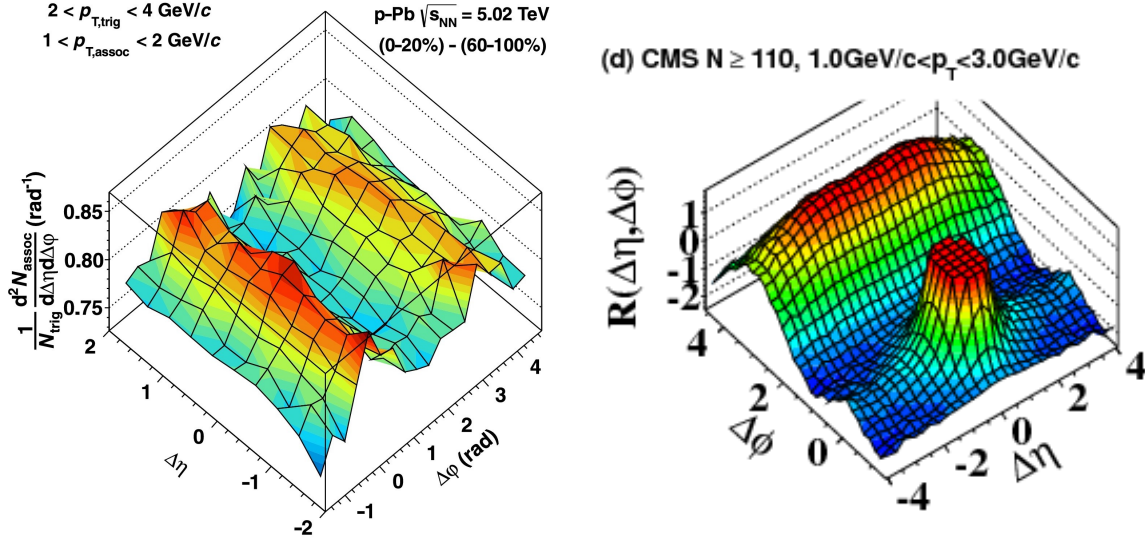 2 < pT,trig < 4 GeV/c
1 < pT,assoc < 2 GeV/c
p-Pb √sNN = 5.02 TeV
(0-20%) - (60-100%)
1/Ntrig d²Nassoc/dΔηdΔφ (rad⁻¹)
0.85
0.80
0.75
2
1
0
-1
-2
Δη
-1
0
1
2
3
4
Δφ (rad)
(d) CMS N ≥ 110, 1.0GeV/c<pT<3.0GeV/c
R(Δη,Δϕ)
1
0
-1
-2
4
2
0
Δϕ
-4
-2
0
2
4
Δη